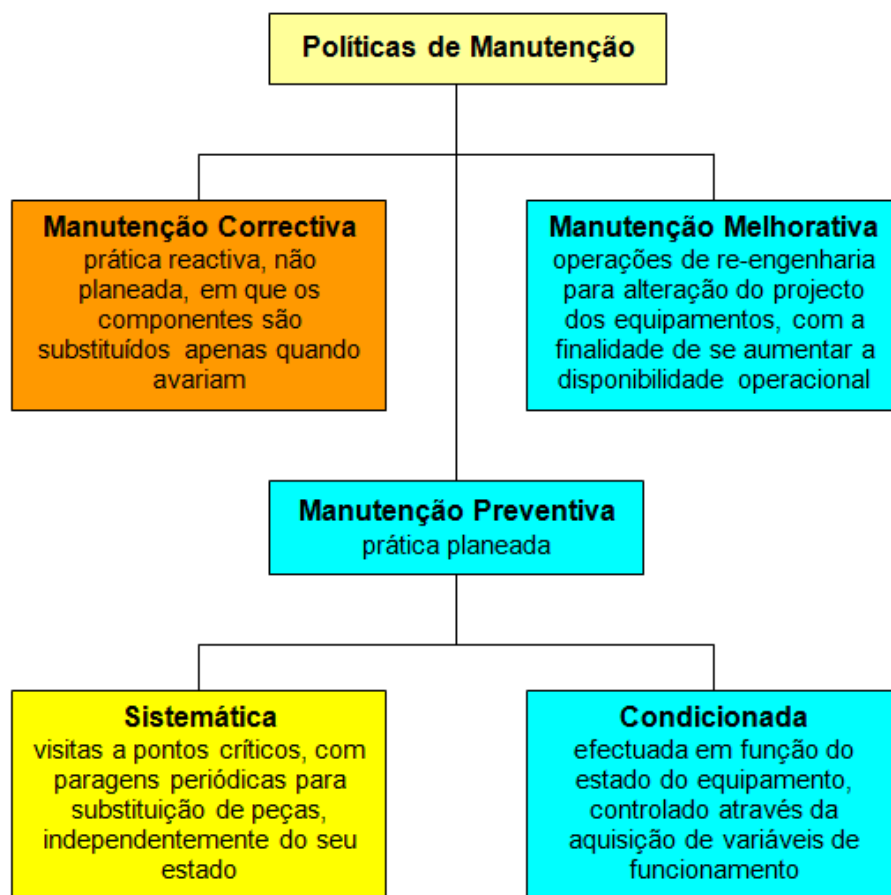 Políticas de Manutenção
Manutenção Correctiva
prática reactiva, não
planeada, em que os
componentes são
substituídos apenas quando
avariam
Manutenção Melhorativa
operações de re-engenharia
para alteração do projecto
dos equipamentos, com a
finalidade de se aumentar a
disponibilidade operacional
Manutenção Preventiva
prática planeada
Sistemática
visitas a pontos críticos, com
paragens periódicas para
substituição de peças,
independentemente do seu
estado
Condicionada
efectuada em função do
estado do equipamento,
controlado através da
aquisição de variáveis de
funcionamento